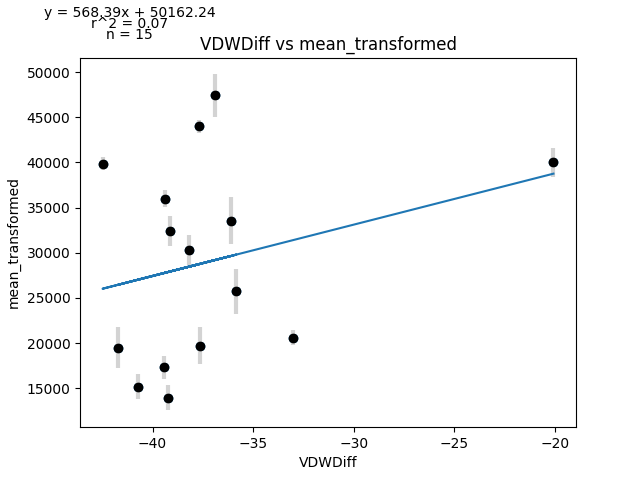 y = 568.39x + 50162.24
r^2 = 0.07
n = 15
VDWDiff vs mean_transformed
50000
45000
40000
35000
30000
25000
20000
15000
mean_transformed
−40
−35
−30
−25
−20
VDWDiff